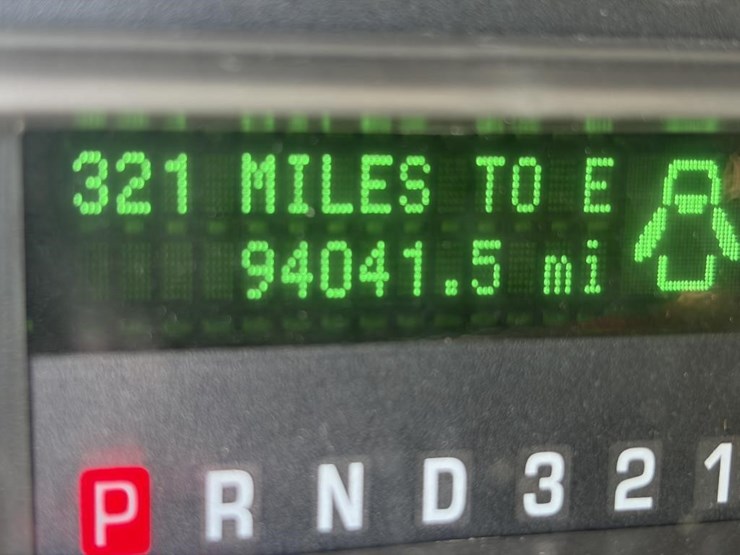 321 MILES TO E
94041.5 mi
P R N D 3 2 1